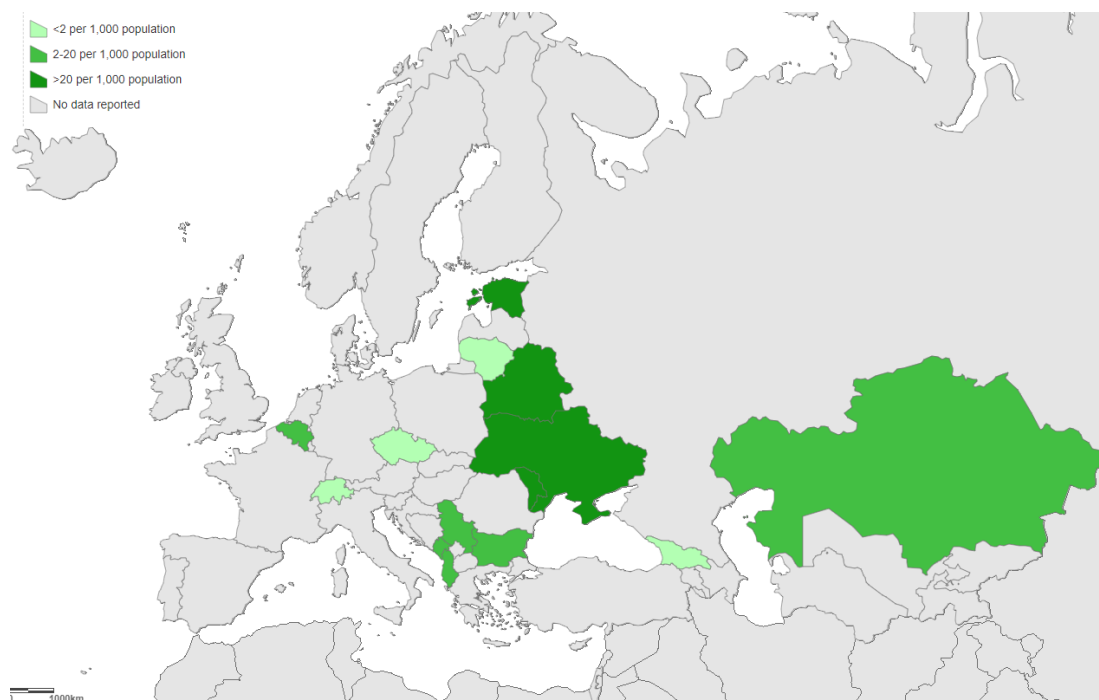 <2 per 1,000 population
2-20 per 1,000 population
>20 per 1,000 population
No data reported
1000km